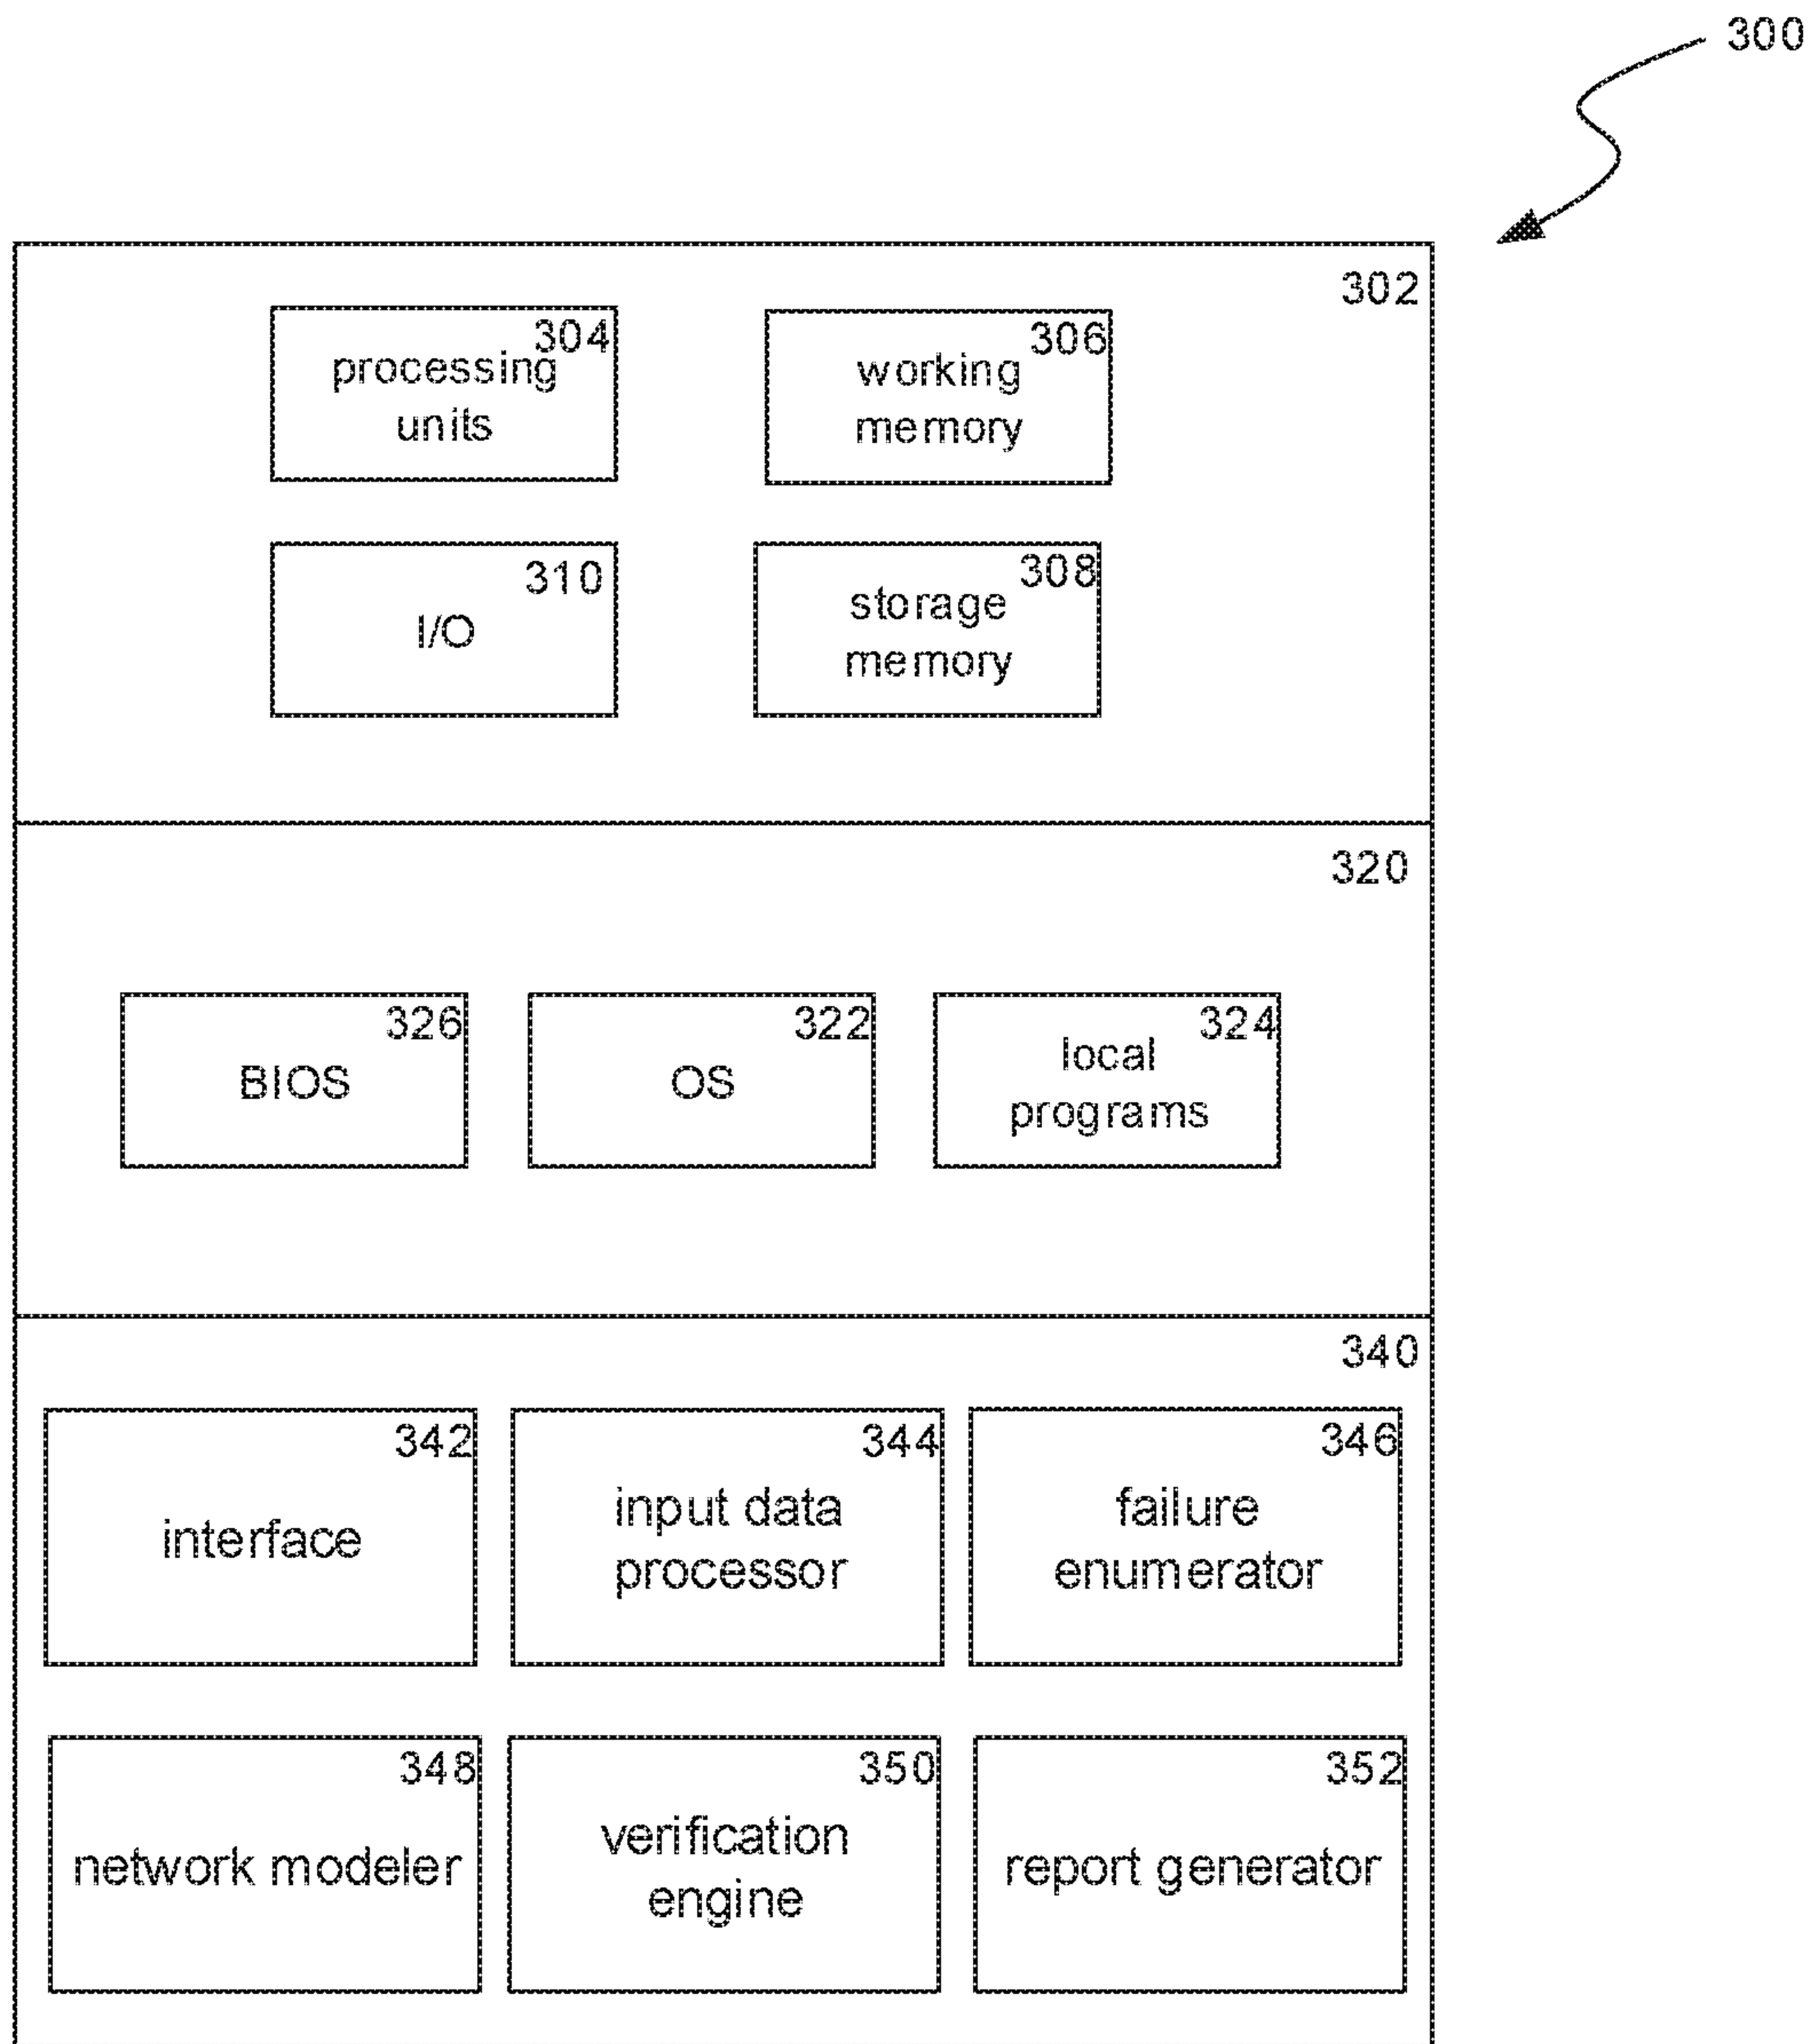 300
302
304
processing
units
306
working
memory
310
I/O
308
storage
memory
320
326
BIOS
322
OS
324
local
programs
340
342
interface
344
input data
processor
346
failure
enumerator
348
network modeler
350
verification
engine
352
report generator